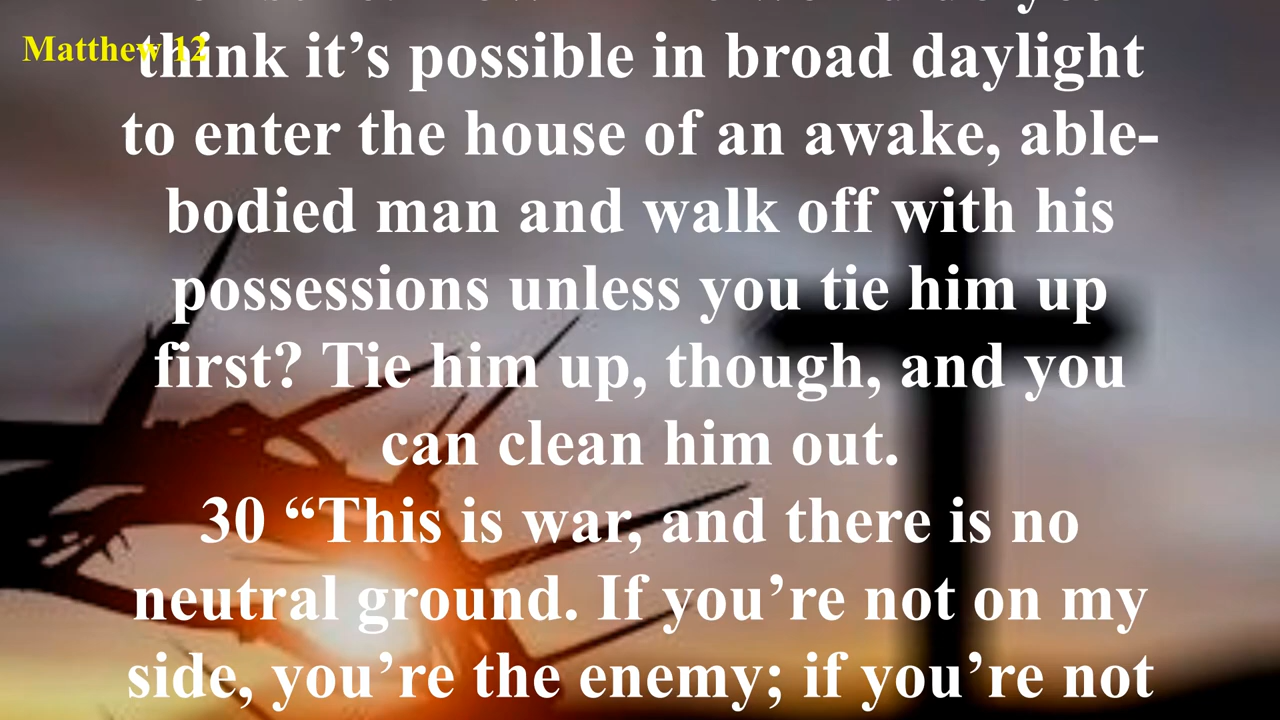 Matthew 12
think it’s possible in broad daylight
to enter the house of an awake, able-
bodied man and walk off with his
possessions unless you tie him up
first? Tie him up, though, and you
can clean him out.
30 “This is war, and there is no
neutral ground. If you’re not on my
side, you’re the enemy; if you’re not